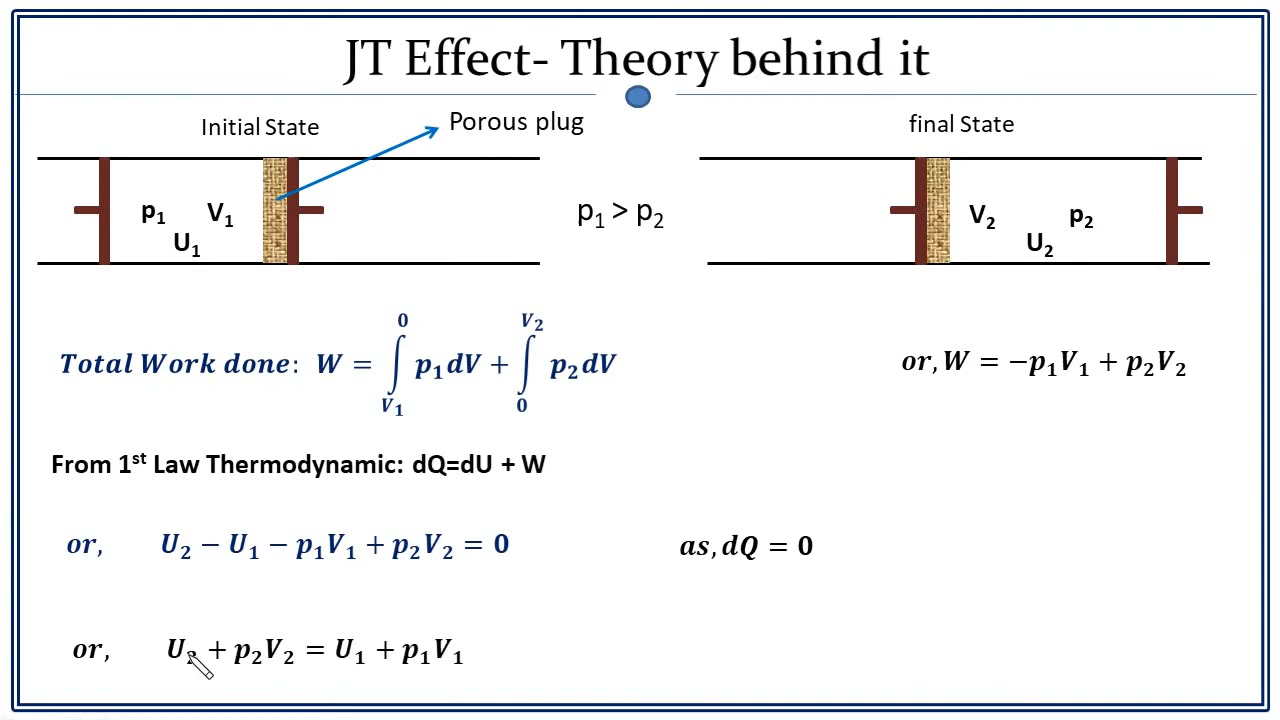 JT Effect- Theory behind it
Initial State
Porous plug
final State
p₁ V₁
U₁
p₁ > p₂
V₂ p₂
U₂
Total Work done: W = ∫_{V₁}^{0} p₁dV + ∫_{0}^{V₂} p₂dV
or, W = −p₁V₁ + p₂V₂
From 1st Law Thermodynamic: dQ=dU + W
or, U₂ − U₁ − p₁V₁ + p₂V₂ = 0
as, dQ = 0
or, U₂ + p₂V₂ = U₁ + p₁V₁